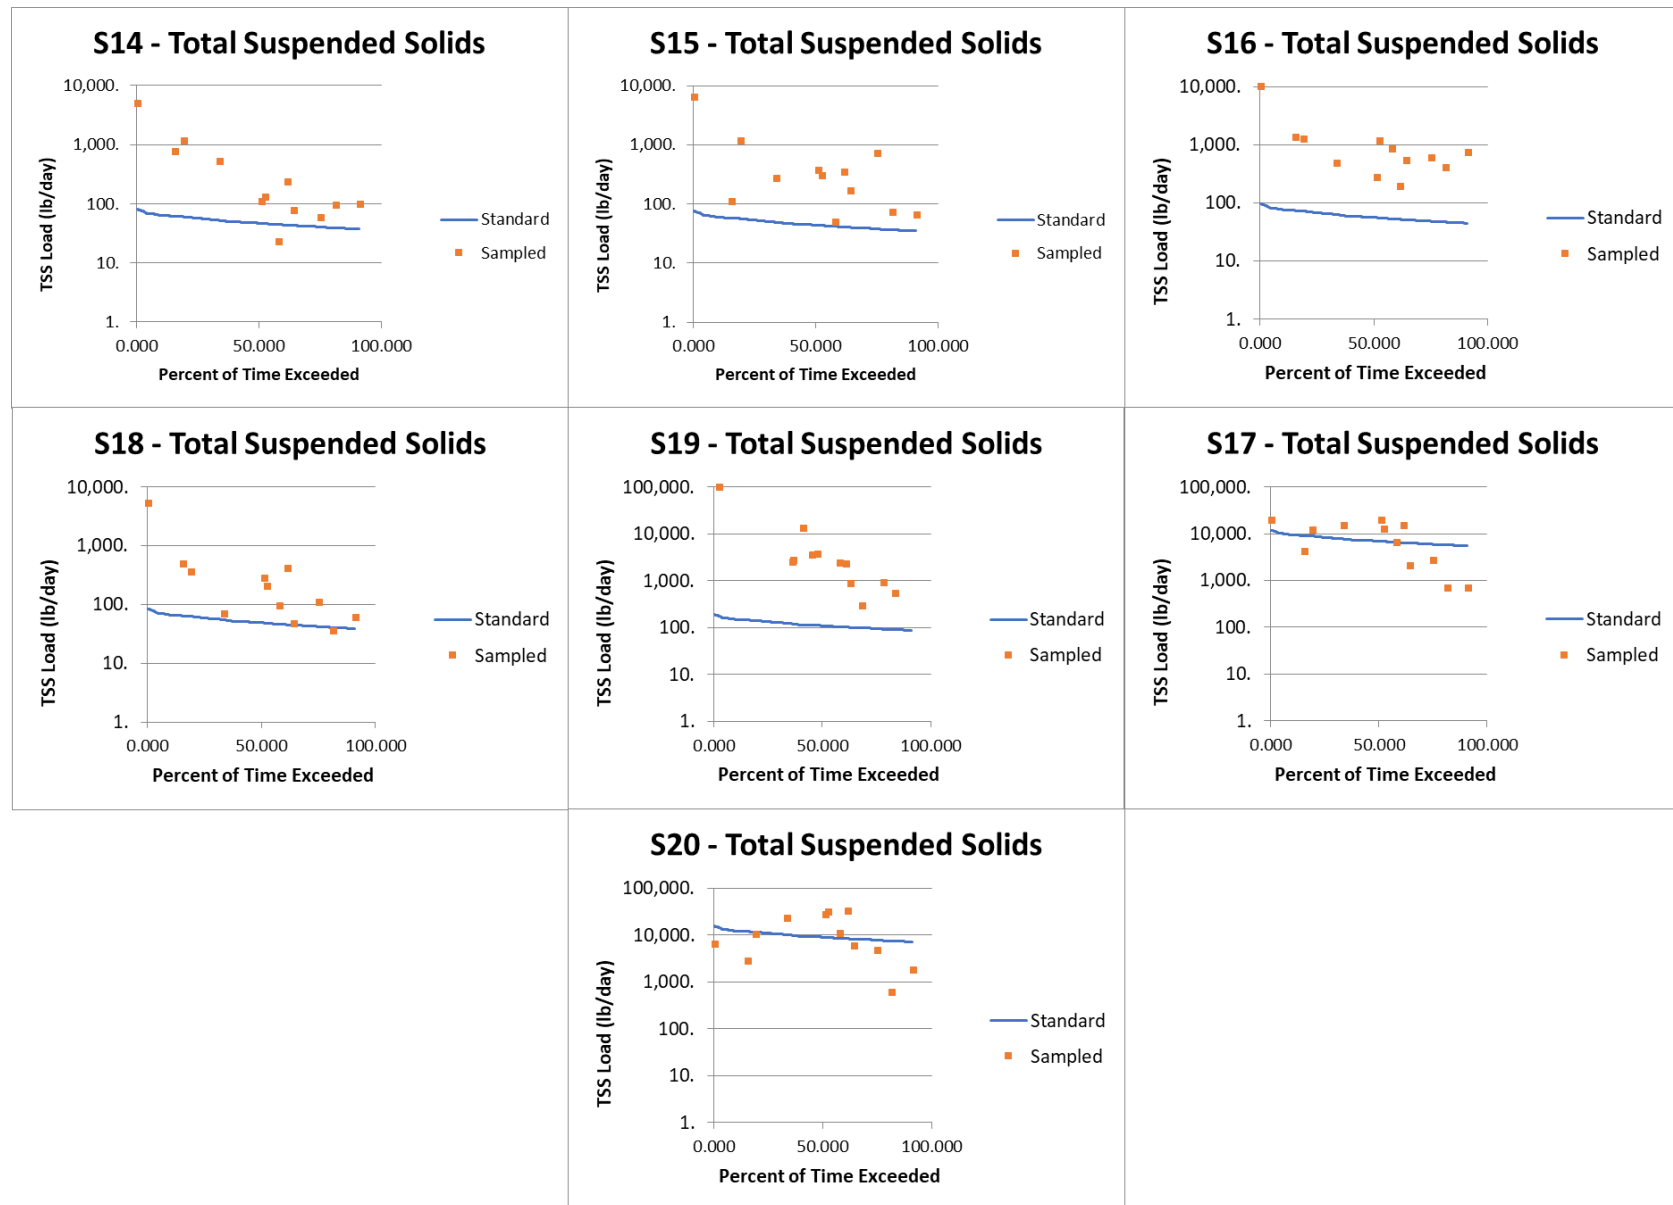 S14 - Total Suspended Solids
10,000.
1,000.
100.
10.
1.
0.000 50.000 100.000
TSS Load (lb/day)
Percent of Time Exceeded
Standard
Sampled
S15 - Total Suspended Solids
10,000.
1,000.
100.
10.
1.
0.000 50.000 100.000
TSS Load (lb/day)
Percent of Time Exceeded
Standard
Sampled
S16 - Total Suspended Solids
10,000.
1,000.
100.
10.
1.
0.000 50.000 100.000
TSS Load (lb/day)
Percent of Time Exceeded
Standard
Sampled
S18 - Total Suspended Solids
10,000.
1,000.
100.
10.
1.
0.000 50.000 100.000
TSS Load (lb/day)
Percent of Time Exceeded
Standard
Sampled
S19 - Total Suspended Solids
100,000.
10,000.
1,000.
100.
10.
1.
0.000 50.000 100.000
TSS Load (lb/day)
Percent of Time Exceeded
Standard
Sampled
S17 - Total Suspended Solids
100,000.
10,000.
1,000.
100.
10.
1.
0.000 50.000 100.000
TSS Load (lb/day)
Percent of Time Exceeded
Standard
Sampled
S20 - Total Suspended Solids
100,000.
10,000.
1,000.
100.
10.
1.
0.000 50.000 100.000
TSS Load (lb/day)
Percent of Time Exceeded
Standard
Sampled